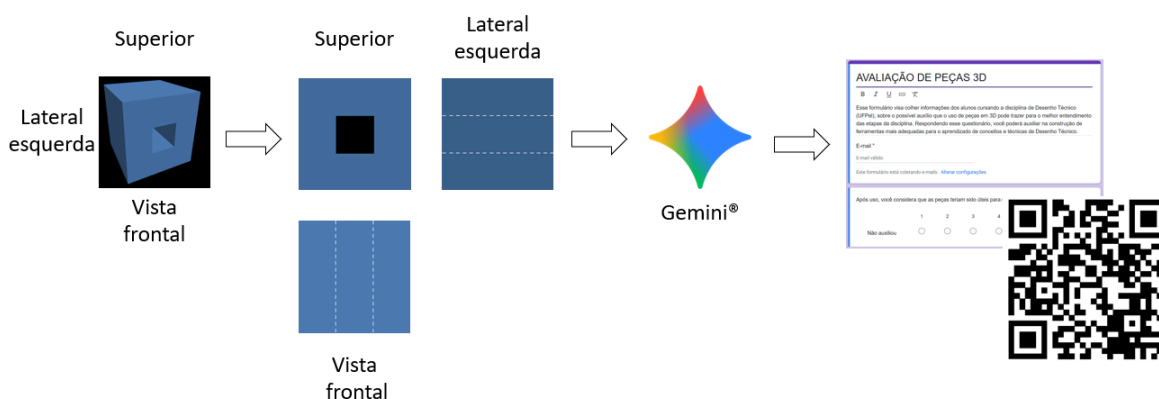 Superior
Lateral
esquerda
Vista
frontal
Superior
Lateral
esquerda
Vista
frontal
Gemini®
AVALIAÇÃO DE PEÇAS 3D
B I U
Esse formulário visa colher informações dos alunos cursando a disciplina de Desenho Técnico
(UFPel), sobre o possível auxílio que o uso de peças em 3D pode trazer para o melhor entendimento
das etapas da disciplina. Respondendo esse questionário, você poderá auxiliar na construção de
ferramentas mais adequadas para o aprendizado de conceitos e técnicas de Desenho Técnico.
E-mail *
E-mail válido
Este formulário está coletando e-mails. Alterar configurações
Após uso, você considera que as peças teriam sido úteis para
1 2 3 4
Não auxiliou